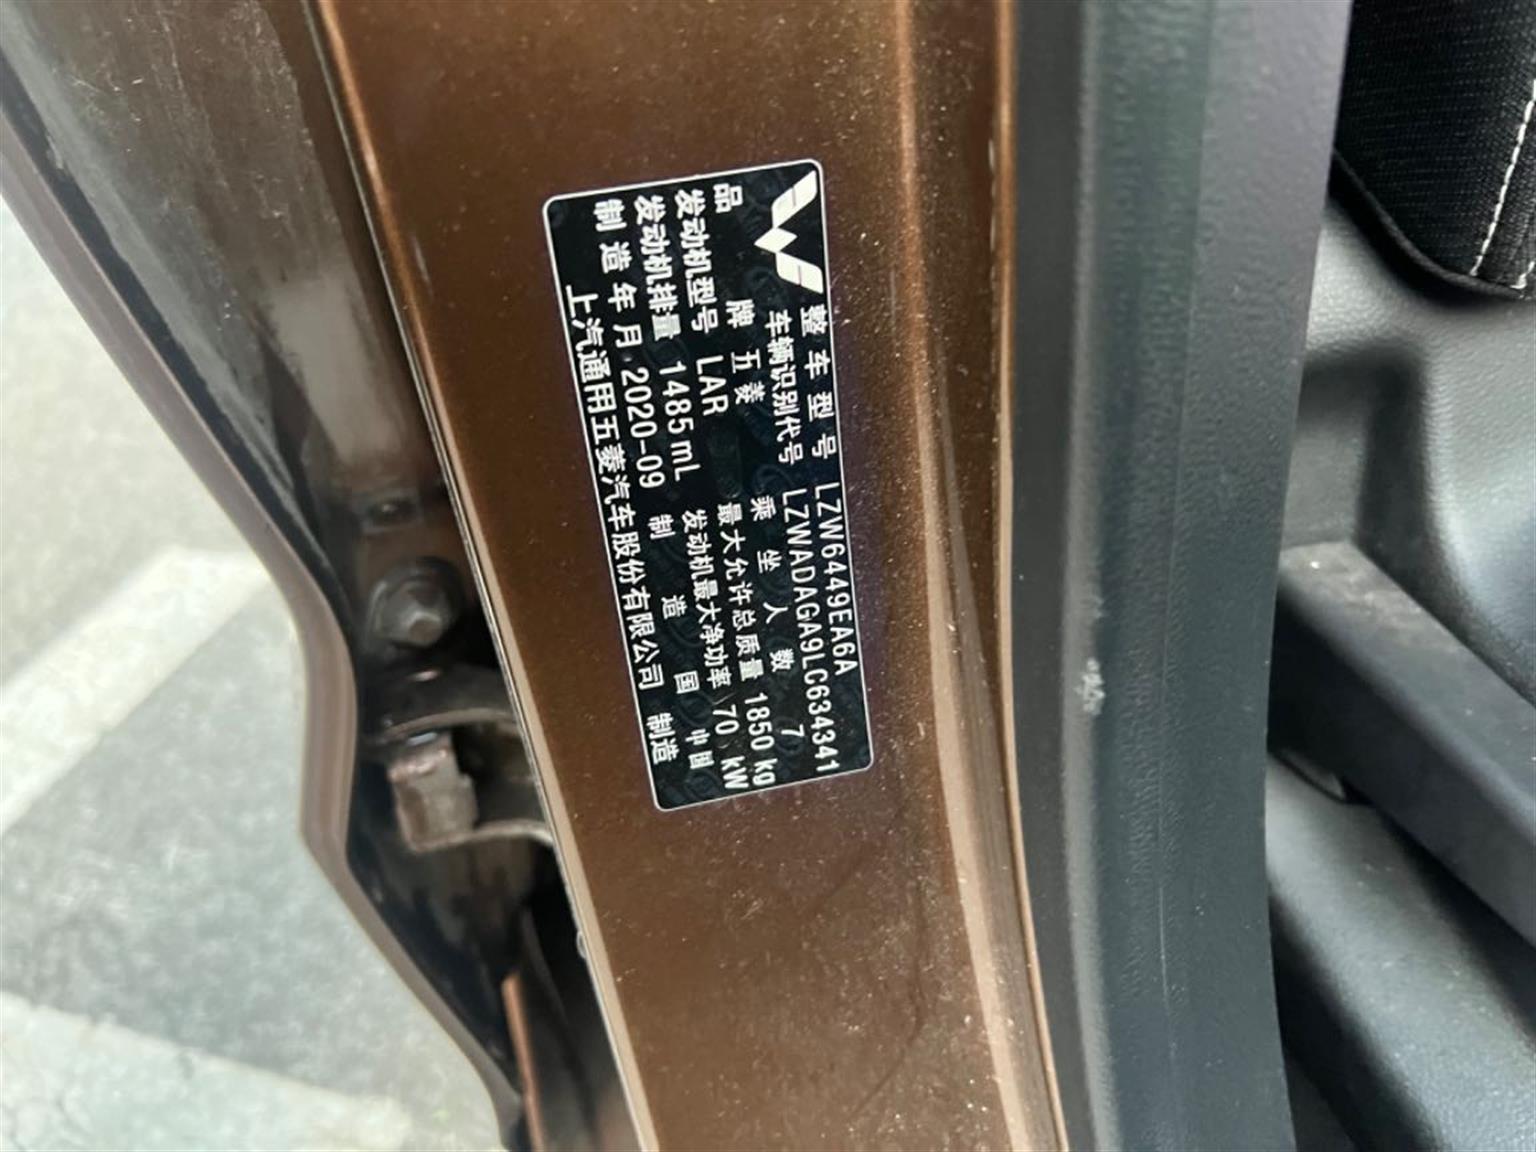 整车型号 LZW6449EA6A
车辆识别代号 LZWADAGA9LC634341
品牌 五菱 乘坐人数 7
发动机型号 LAR 最大允许总质量 1850 kg
发动机排量 1485 mL 发动机最大净功率 70 kW
制造年月 2020-09 制造国 中国
上汽通用五菱汽车股份有限公司 制造